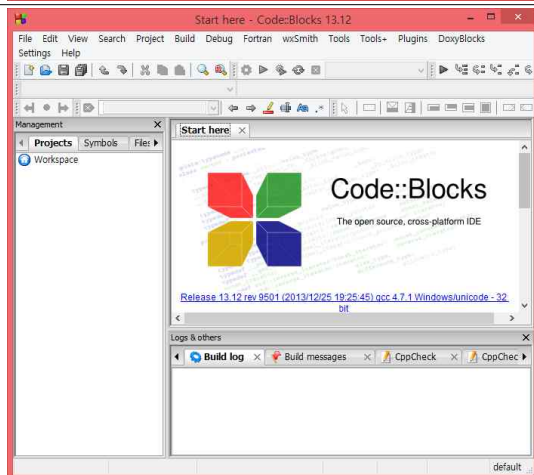 Start here - Code::Blocks 13.12
File Edit View Search Project Build Debug Fortran wxSmith Tools Tools+ Plugins DoxyBlocks
Settings Help
Management
Projects Symbols Files
Workspace
Start here
Code::Blocks
The open source, cross-platform IDE
Release 13.12 rev 9501 (2013/12/25 19:25:45) gcc 4.7.1 Windows/unicode - 32
bit
Logs & others
Build log Build messages CppCheck CppChec
default